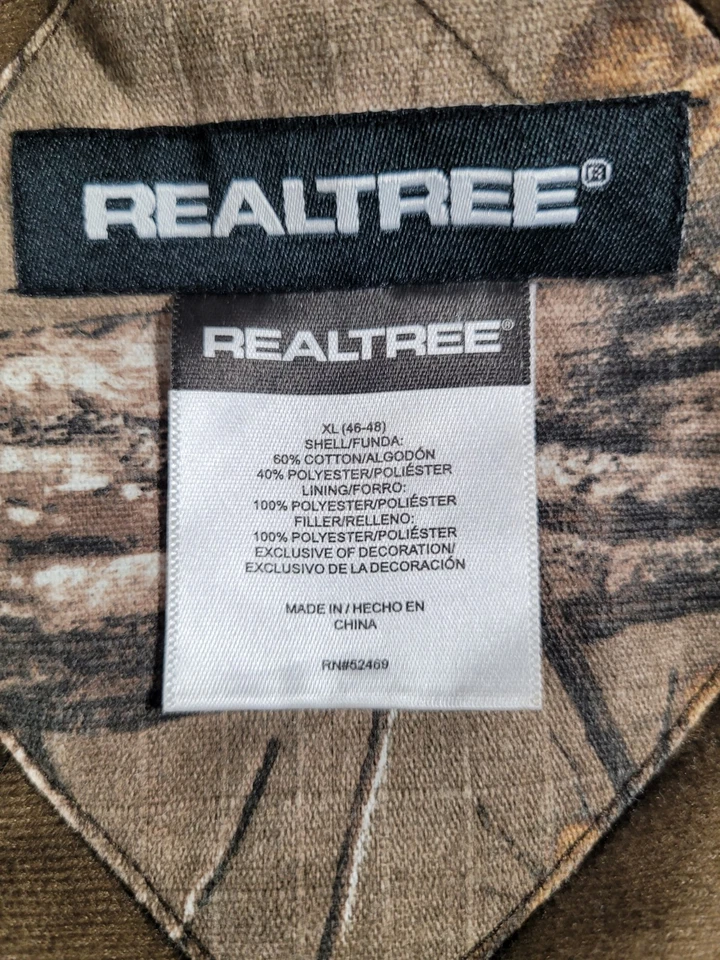 REALTREE®
REALTREE®
XL (46-48)
SHELL/FUNDA:
60% COTTON/ALGODÓN
40% POLYESTER/POLIÉSTER
LINING/FORRO:
100% POLYESTER/POLIÉSTER
FILLER/RELLENO:
100% POLYESTER/POLIÉSTER
EXCLUSIVE OF DECORATION/
EXCLUSIVO DE LA DECORACIÓN
MADE IN / HECHO EN
CHINA
RN#52469